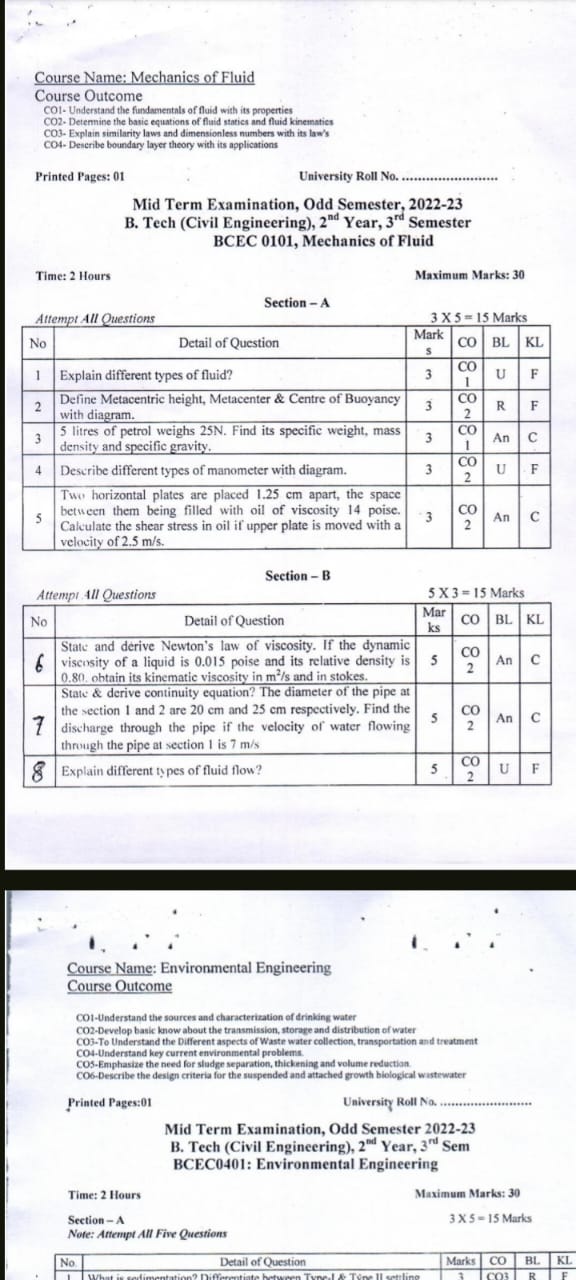 Course Name: Mechanics of Fluid
Course Outcome
CO1- Understand the fundamentals of fluid with its properties
CO2- Determine the basic equations of fluid statics and fluid kinematics
CO3- Explain similarity laws and dimensionless numbers with its law's
CO4- Describe boundary layer theory with its applications
Printed Pages: 01 University Roll No. ........................
Mid Term Examination, Odd Semester, 2022-23
B. Tech (Civil Engineering), 2nd Year, 3rd Semester
BCEC 0101, Mechanics of Fluid
Time: 2 Hours Maximum Marks: 30
Section – A
Attempt All Questions 3 X 5 = 15 Marks
No Detail of Question Marks CO BL KL
1 Explain different types of fluid? 3 CO 1 U F
2 Define Metacentric height, Metacenter & Centre of Buoyancy
with diagram. 3 CO 2 R F
3 5 litres of petrol weighs 25N. Find its specific weight, mass
density and specific gravity. 3 CO 1 An C
4 Describe different types of manometer with diagram. 3 CO 2 U F
5 Two horizontal plates are placed 1.25 cm apart, the space
between them being filled with oil of viscosity 14 poise.
Calculate the shear stress in oil if upper plate is moved with a
velocity of 2.5 m/s. 3 CO 2 An C
Section – B
Attempt All Questions 5 X 3 = 15 Marks
No Detail of Question Marks CO BL KL
6 State and derive Newton's law of viscosity. If the dynamic
viscosity of a liquid is 0.015 poise and its relative density is
0.80, obtain its kinematic viscosity in m²/s and in stokes. 5 CO 2 An C
7 State & derive continuity equation? The diameter of the pipe at
the section 1 and 2 are 20 cm and 25 cm respectively. Find the
discharge through the pipe if the velocity of water flowing
through the pipe at section 1 is 7 m/s 5 CO 2 An C
8 Explain different types of fluid flow? 5 CO 2 U F
Course Name: Environmental Engineering
Course Outcome
CO1-Understand the sources and characterization of drinking water
CO2-Develop basic know about the transmission, storage and distribution of water
CO3-To Understand the Different aspects of Waste water collection, transportation and treatment
CO4-Understand key current environmental problems.
CO5-Emphasize the need for sludge separation, thickening and volume reduction.
CO6-Describe the design criteria for the suspended and attached growth biological wastewater
Printed Pages:01 University Roll No. ........................
Mid Term Examination, Odd Semester 2022-23
B. Tech (Civil Engineering), 2nd Year, 3rd Sem
BCEC0401: Environmental Engineering
Time: 2 Hours Maximum Marks: 30
Section – A 3 X 5 = 15 Marks
Note: Attempt All Five Questions
No. Detail of Question Marks CO BL KL
1 What is sedimentation? Differentiate between Type-I & Type II settling CO3 R F